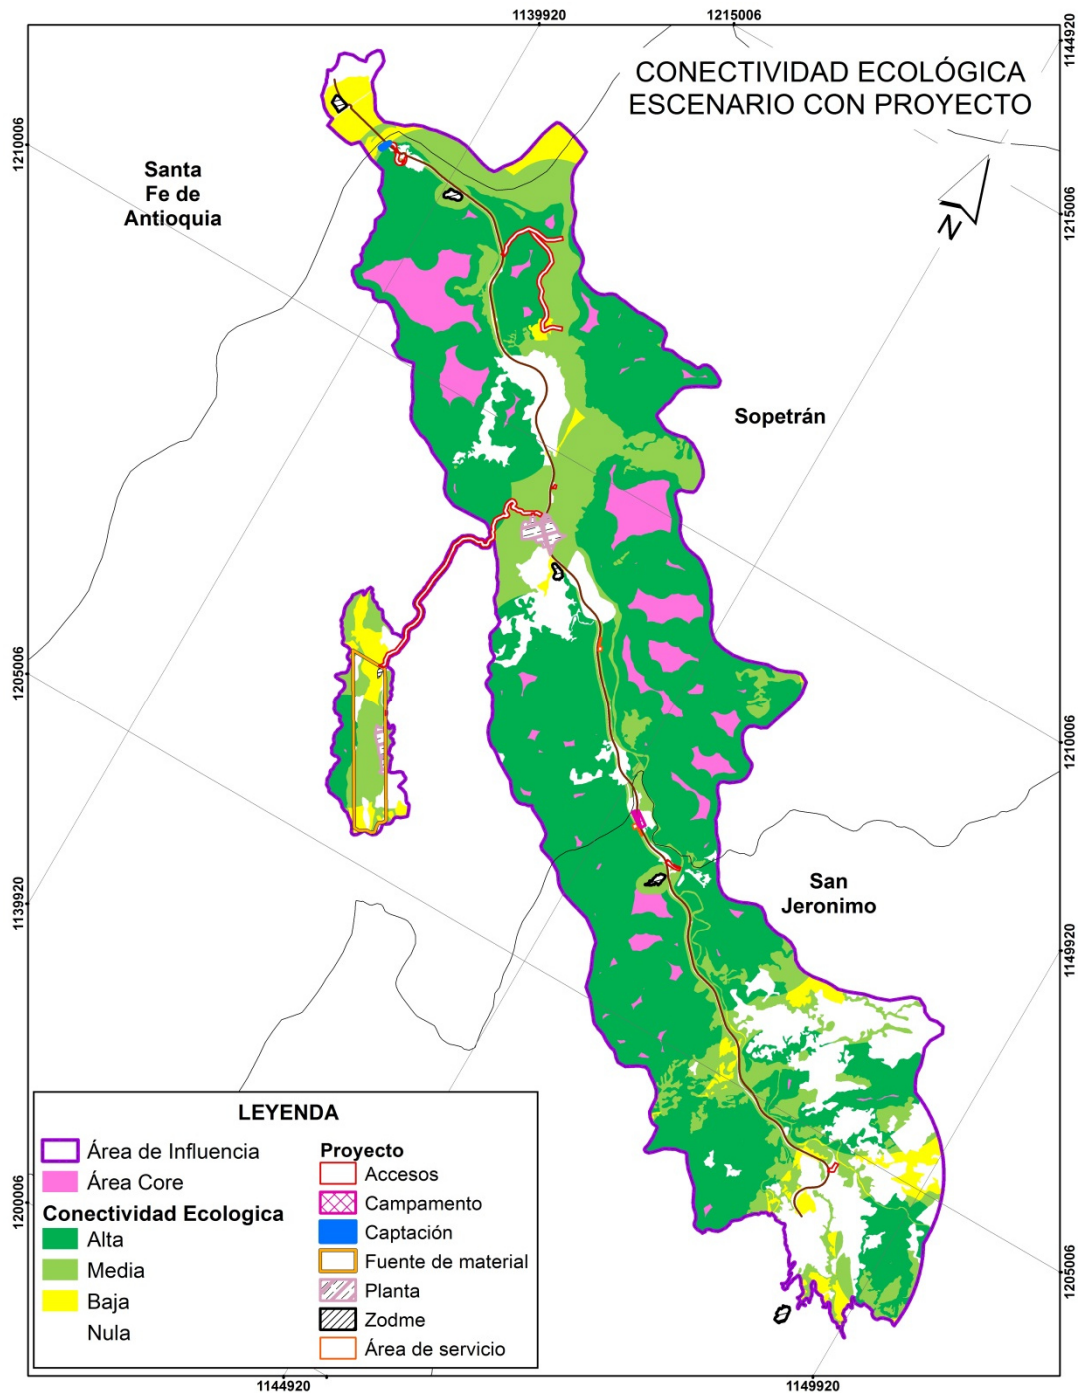 1139920
1215006
1144920
CONECTIVIDAD ECOLÓGICA
ESCENARIO CON PROYECTO
1210006
Santa
Fe de
Antioquia
1215006
N
Sopetrán
1205006
1210006
1139920
San
Jeronimo
1149920
LEYENDA
Área de Influencia
Área Core
Conectividad Ecologica
Alta
Media
Baja
Nula
Proyecto
Accesos
Campamento
Captación
Fuente de material
Planta
Zodme
Área de servicio
1200006
1205006
1144920
1149920